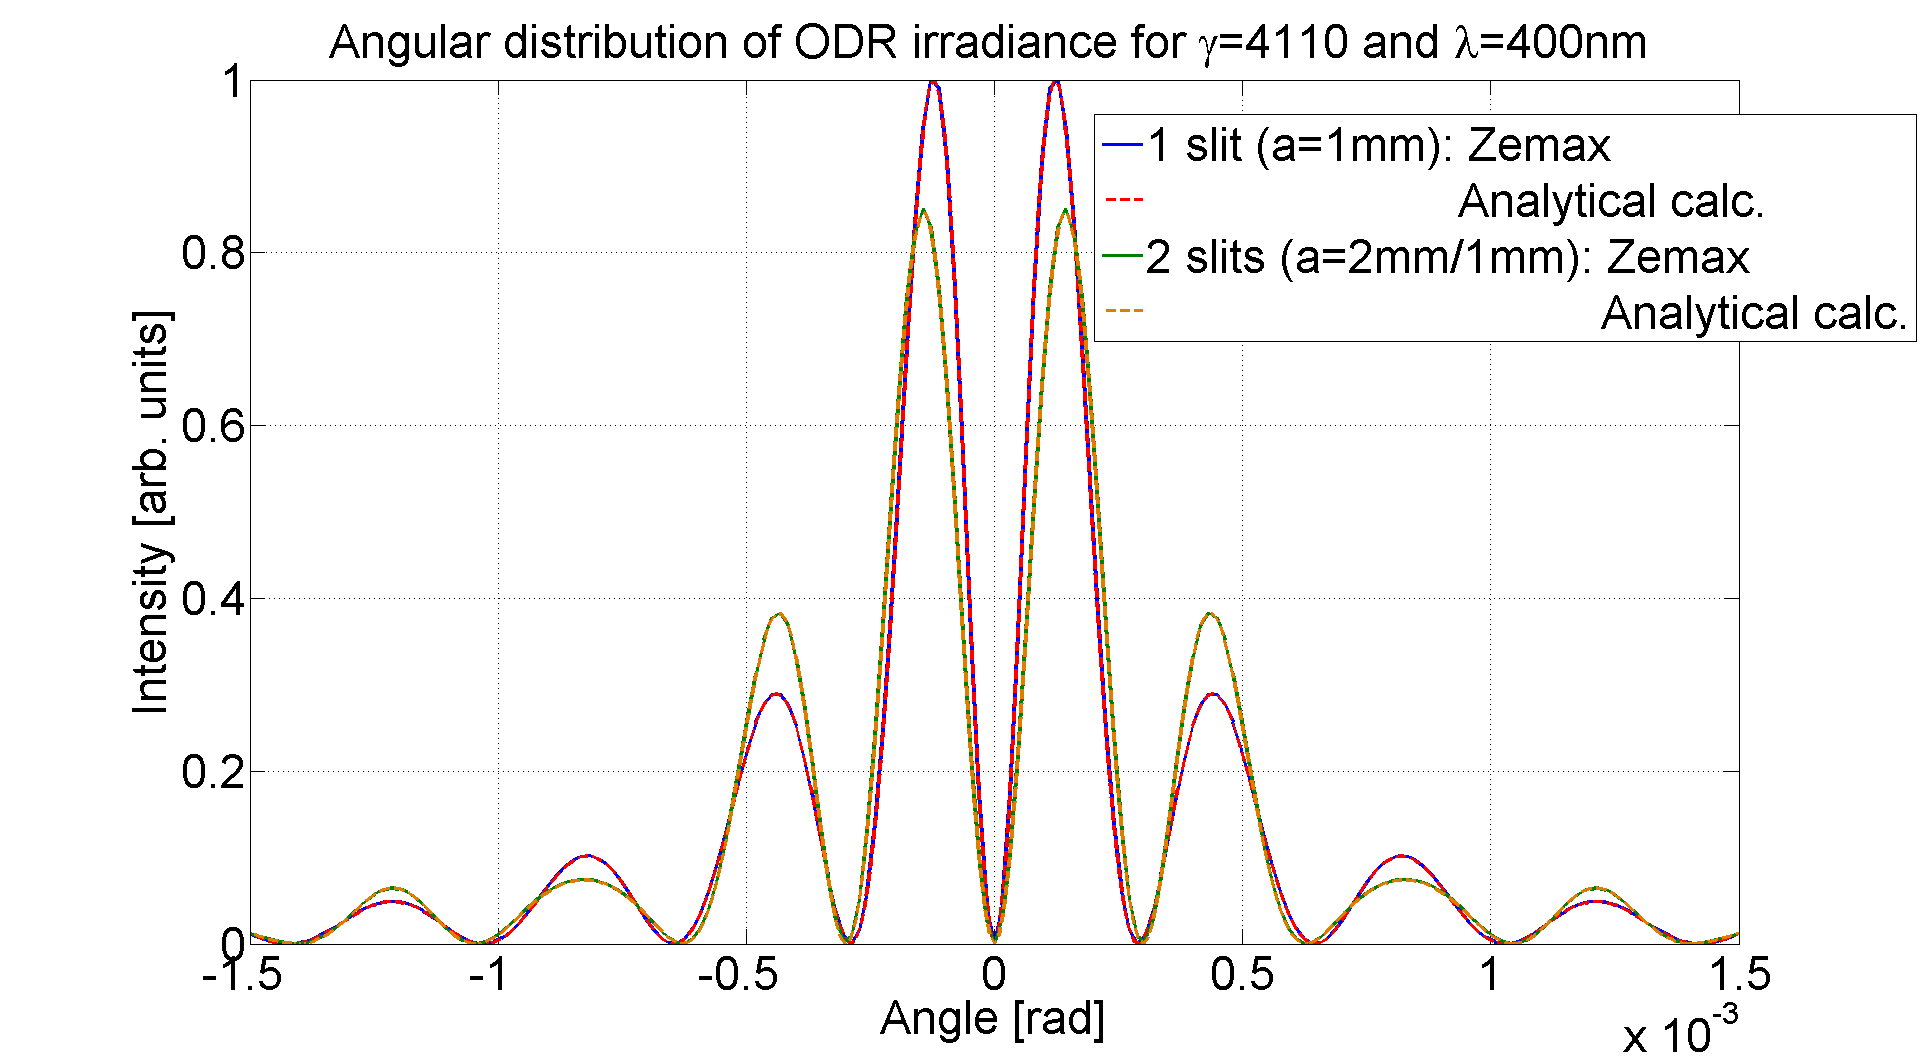 Angular distribution of ODR irradiance for γ=4110 and λ=400nm
1 slit (a=1mm): Zemax
Analytical calc.
2 slits (a=2mm/1mm): Zemax
Analytical calc.
Intensity [arb. units]
1
0.8
0.6
0.4
0.2
0
-1.5 -1 -0.5 0 0.5 1 1.5
Angle [rad]
x 10⁻³